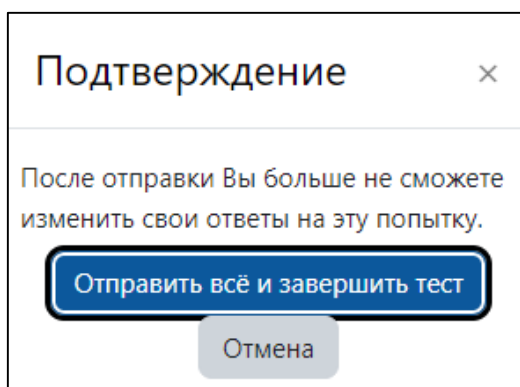 Подтверждение ×
После отправки Вы больше не сможете
изменить свои ответы на эту попытку.
Отправить всё и завершить тест
Отмена